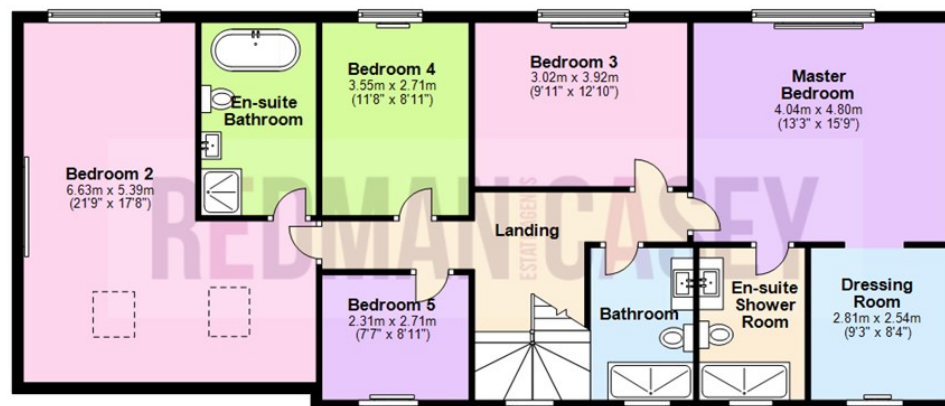 Bedroom 2
6.63m x 5.39m
(21'9" x 17'8")
En-suite
Bathroom
Bedroom 4
3.55m x 2.71m
(11'8" x 8'11")
Bedroom 3
3.02m x 3.92m
(9'11" x 12'10")
Master
Bedroom
4.04m x 4.80m
(13'3" x 15'9")
Landing
Bedroom 5
2.31m x 2.71m
(7'7" x 8'11")
Bathroom
En-suite
Shower
Room
Dressing
Room
2.81m x 2.54m
(9'3" x 8'4")
REDMAN CASEY
ESTATE AGENTS